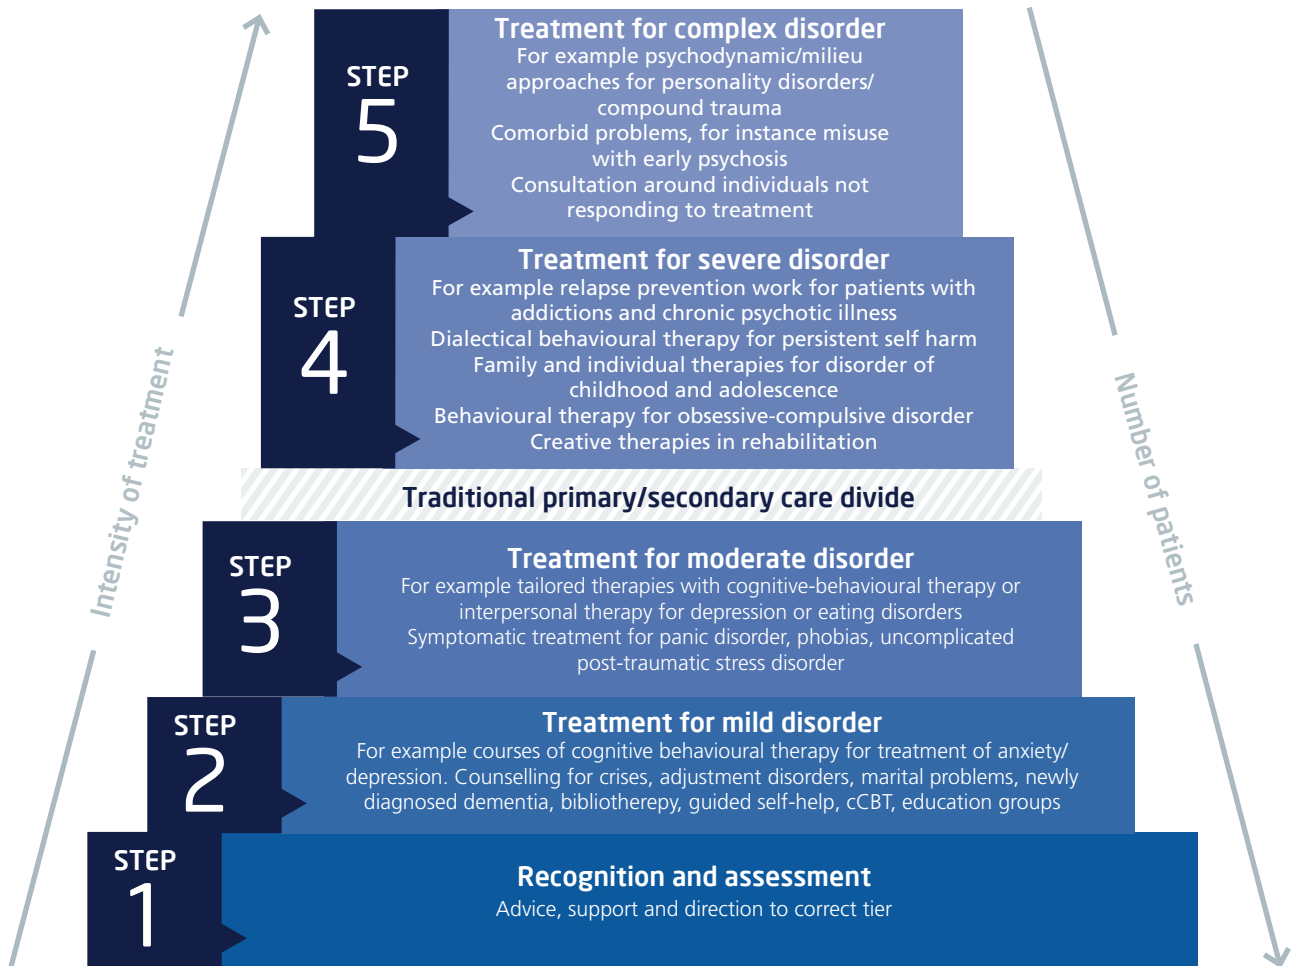 STEP
5
Treatment for complex disorder
For example psychodynamic/milieu
approaches for personality disorders/
compound trauma
Comorbid problems, for instance misuse
with early psychosis
Consultation around individuals not
responding to treatment
STEP
4
Treatment for severe disorder
For example relapse prevention work for patients with
addictions and chronic psychotic illness
Dialectical behavioural therapy for persistent self harm
Family and individual therapies for disorder of
childhood and adolescence
Behavioural therapy for obsessive-compulsive disorder
Creative therapies in rehabilitation
Intensity of treatment
Number of patients
Traditional primary/secondary care divide
STEP
3
Treatment for moderate disorder
For example tailored therapies with cognitive-behavioural therapy or
interpersonal therapy for depression or eating disorders
Symptomatic treatment for panic disorder, phobias, uncomplicated
post-traumatic stress disorder
STEP
2
Treatment for mild disorder
For example courses of cognitive behavioural therapy for treatment of anxiety/
depression. Counselling for crises, adjustment disorders, marital problems, newly
diagnosed dementia, bibliotherepy, guided self-help, cCBT, education groups
STEP
1
Recognition and assessment
Advice, support and direction to correct tier